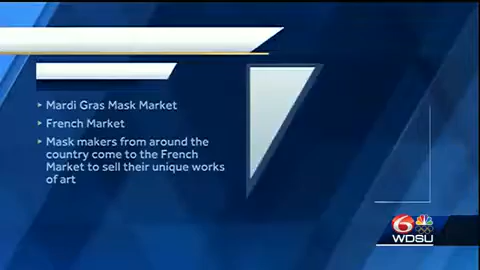 Mardi Gras Mask Market
French Market
Mask makers from around the
country come to the French
Market to sell their unique works
of art
6
WDSU